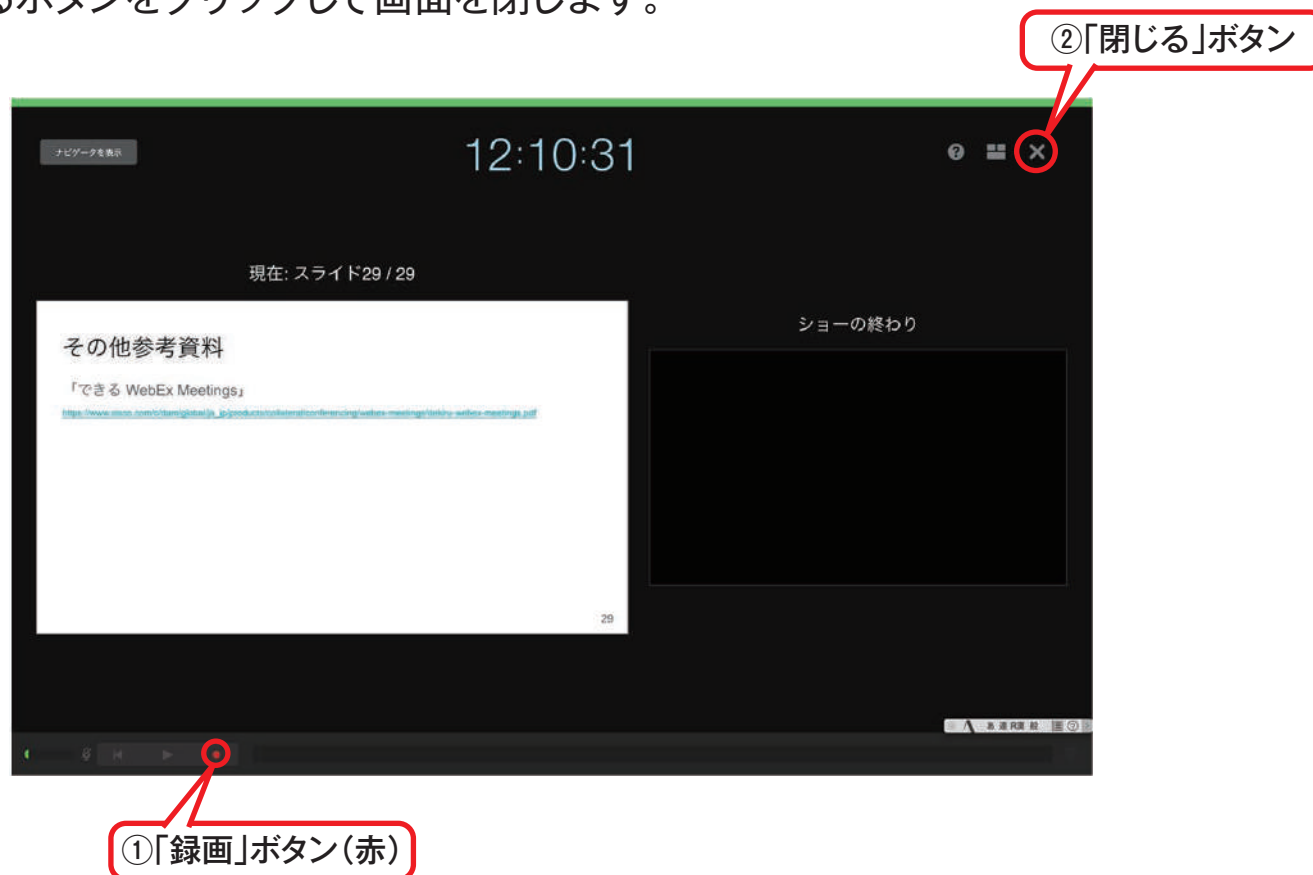 るボタンをクリックして画面を閉じます。
②「閉じる」ボタン
ナビゲータを表示
12:10:31
現在: スライド29 / 29
ショーの終わり
その他参考資料
「できる WebEx Meetings」
29
①「録画」ボタン（赤）